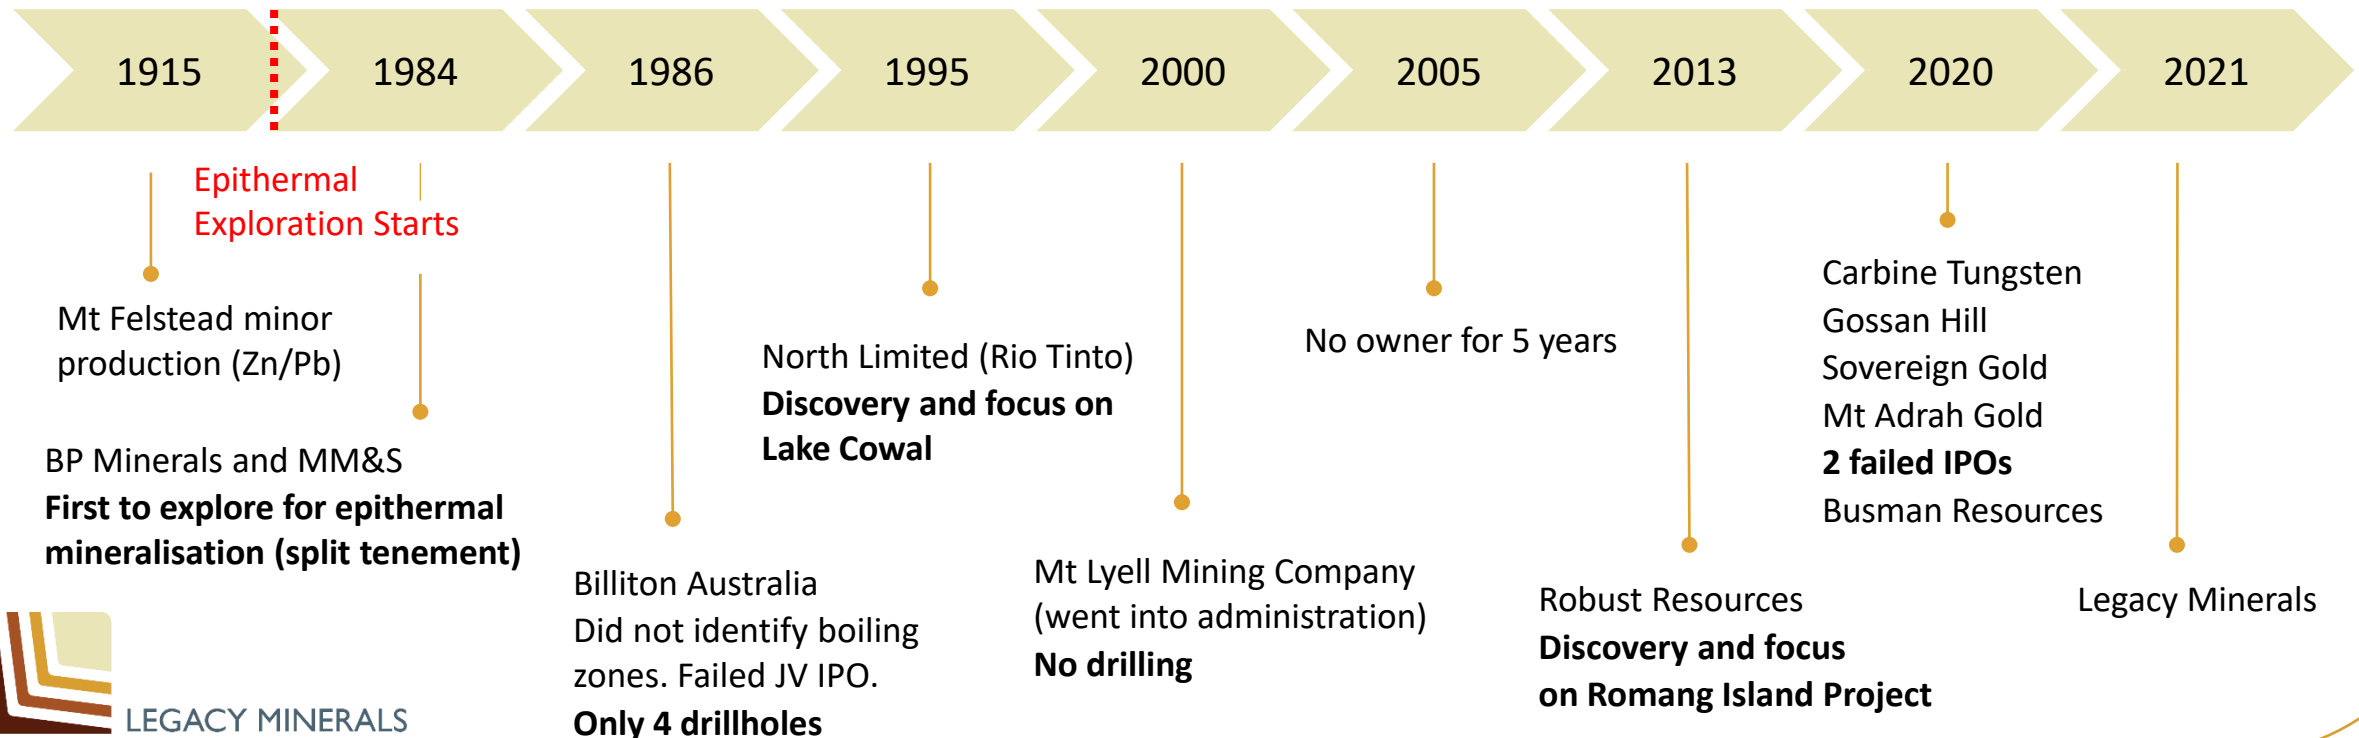 1915
1984
1986
1995
2000
2005
2013
2020
2021
Epithermal
Exploration Starts
Mt Felstead minor
production (Zn/Pb)
BP Minerals and MM&S
First to explore for epithermal
mineralisation (split tenement)
Billiton Australia
Did not identify boiling
zones. Failed JV IPO.
Only 4 drillholes
North Limited (Rio Tinto)
Discovery and focus on
Lake Cowal
Mt Lyell Mining Company
(went into administration)
No drilling
No owner for 5 years
Robust Resources
Discovery and focus
on Romang Island Project
Carbine Tungsten
Gossan Hill
Sovereign Gold
Mt Adrah Gold
2 failed IPOs
Busman Resources
Legacy Minerals
LEGACY MINERALS